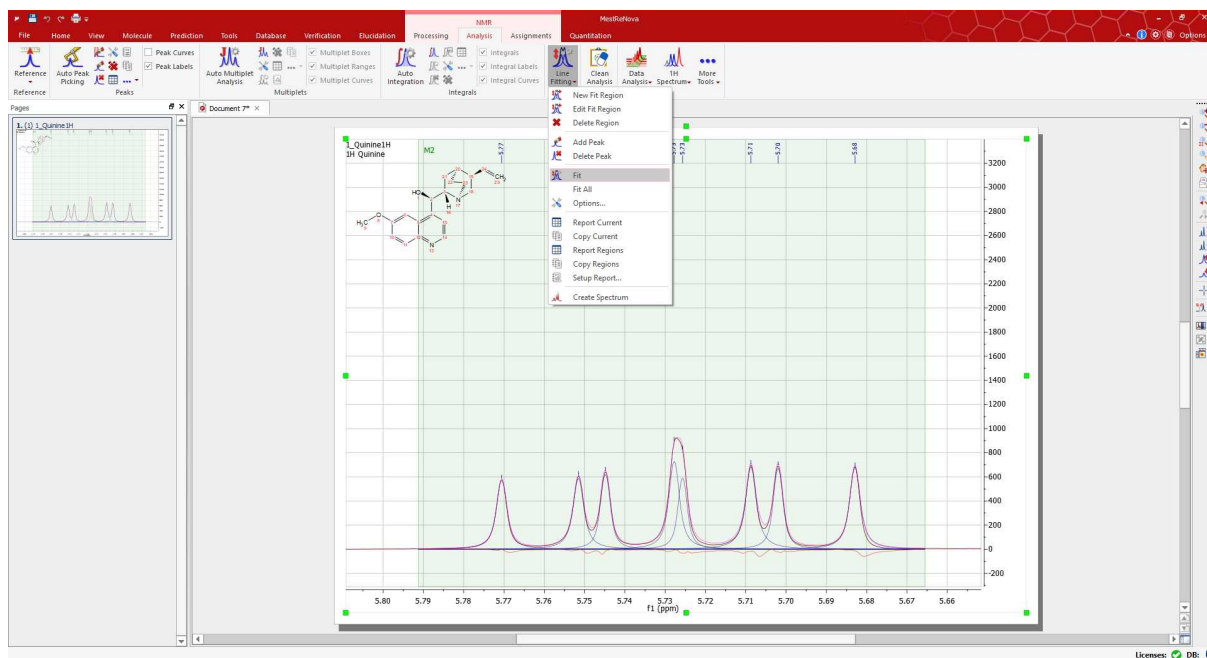 NMR
MestReNova
File Home View Molecule Prediction Tools Database Verification Elucidation Processing Analysis Assignments Quantitation
Options
Reference
Auto Peak Picking
Peak Curves
Peak Labels
Auto Multiplet Analysis
Multiplet Boxes
Multiplet Ranges
Multiplet Curves
Auto Integration
Integrals
Integral Labels
Integral Curves
Line Fitting
Clean Analysis
Data Analysis
1H Spectrum
More Tools
Reference Peaks Multiplets Integrals
Pages
Document 7*
1. (1) 1_Quinine1H
New Fit Region
Edit Fit Region
Delete Region
Add Peak
Delete Peak
Fit
Fit All
Options...
Report Current
Copy Current
Report Regions
Copy Regions
Setup Report...
Create Spectrum
1_Quinine1H
1H Quinine
M2
5.77
5.73
5.73
5.71
5.70
5.68
HO
CH₂
N
H
H₃C
O
N
3200
3000
2800
2600
2400
2200
2000
1800
1600
1400
1200
1000
800
600
400
200
0
-200
5.80 5.79 5.78 5.77 5.76 5.75 5.74 5.73 5.72 5.71 5.70 5.69 5.68 5.67 5.66
f1 (ppm)
Licenses: DB: